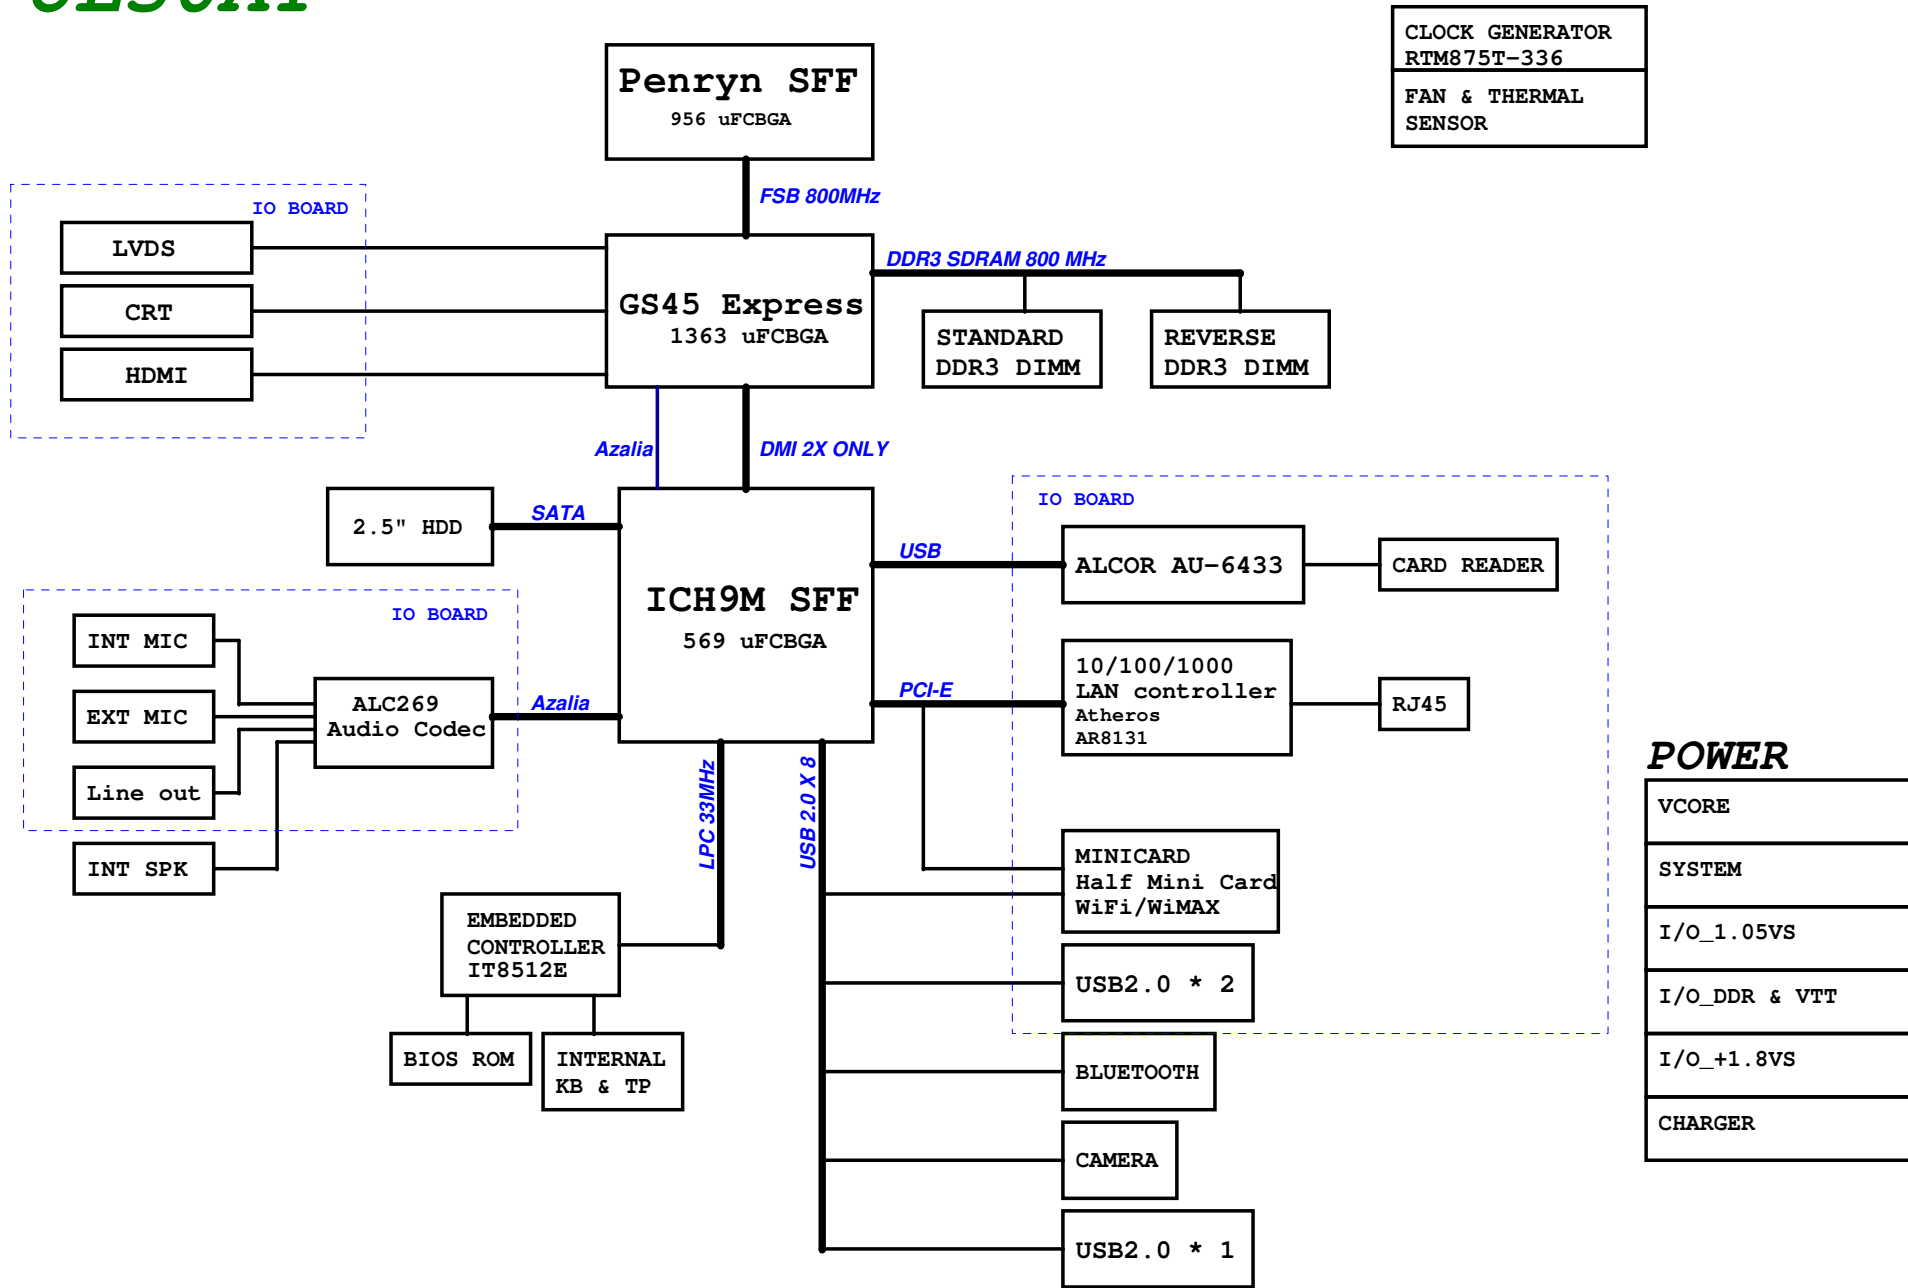 CLOCK GENERATOR
RTM875T-336
FAN & THERMAL
SENSOR
Penryn SFF
956 uFCBGA
FSB 800MHz
IO BOARD
LVDS
CRT
HDMI
GS45 Express
1363 uFCBGA
DDR3 SDRAM 800 MHz
STANDARD
DDR3 DIMM
REVERSE
DDR3 DIMM
Azalia
DMI 2X ONLY
2.5" HDD
SATA
ICH9M SFF
569 uFCBGA
IO BOARD
USB
ALCOR AU-6433
CARD READER
IO BOARD
INT MIC
EXT MIC
Line out
INT SPK
ALC269
Audio Codec
Azalia
PCI-E
10/100/1000
LAN controller
Atheros
AR8131
RJ45
LPC 33MHz
USB 2.0 X 8
MINICARD
Half Mini Card
WiFi/WiMAX
EMBEDDED
CONTROLLER
IT8512E
BIOS ROM
INTERNAL
KB & TP
USB2.0 * 2
BLUETOOTH
CAMERA
USB2.0 * 1
POWER
VCORE
SYSTEM
I/O_1.05VS
I/O_DDR & VTT
I/O_+1.8VS
CHARGER